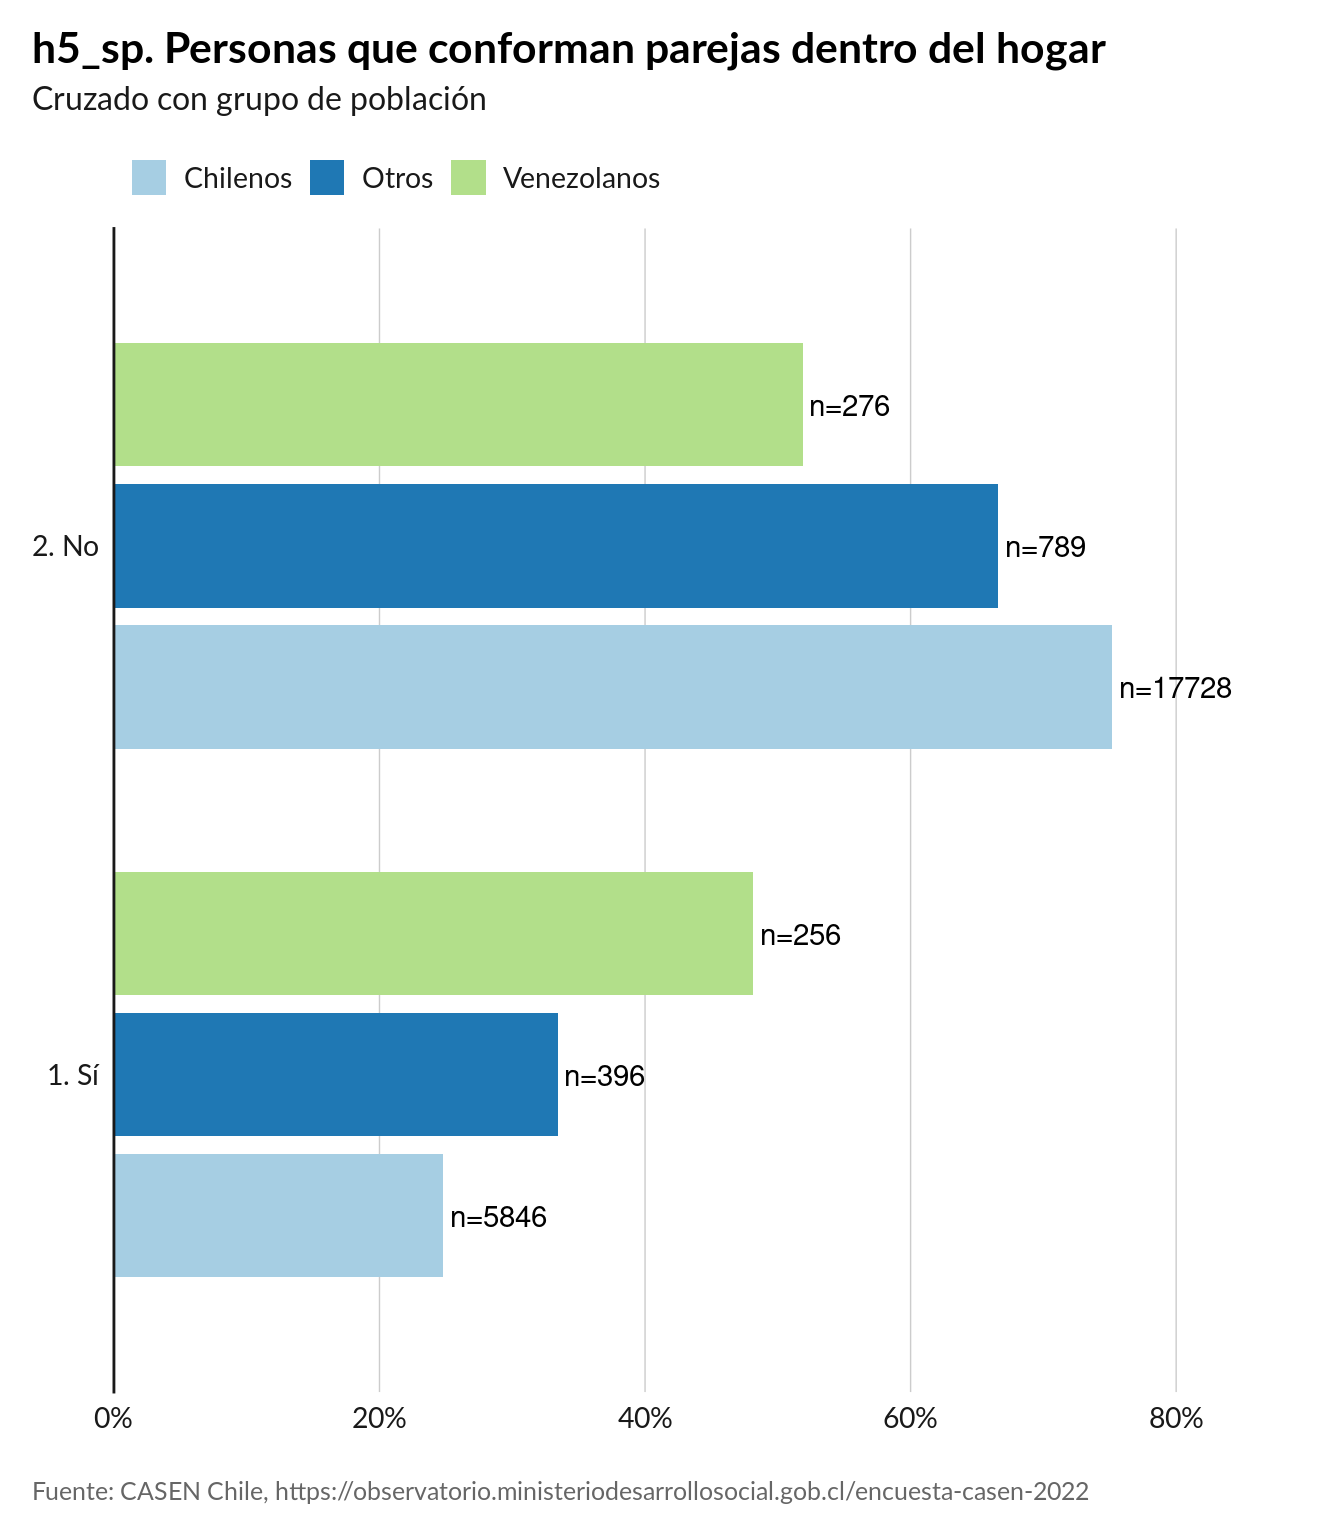 h5_sp. Personas que conforman parejas dentro del hogar
Cruzado con grupo de población
Chilenos Otros Venezolanos
n=276
2. No n=789
n=17728
n=256
1. Sí n=396
n=5846
0% 20% 40% 60% 80%
Fuente: CASEN Chile, https://observatorio.ministeriodesarrollosocial.gob.cl/encuesta-casen-2022